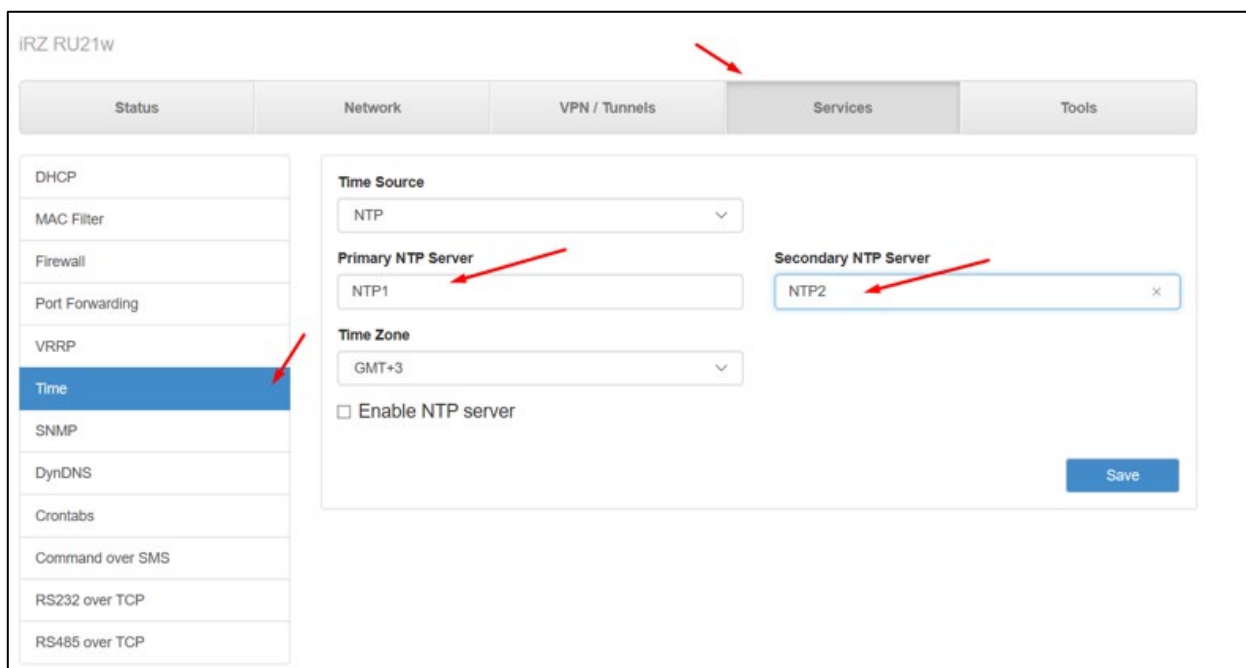 iRZ RU21w
Status Network VPN / Tunnels Services Tools
DHCP
MAC Filter
Firewall
Port Forwarding
VRRP
Time
SNMP
DynDNS
Crontabs
Command over SMS
RS232 over TCP
RS485 over TCP
Time Source
NTP
Primary NTP Server
NTP1
Secondary NTP Server
NTP2
Time Zone
GMT+3
Enable NTP server
Save